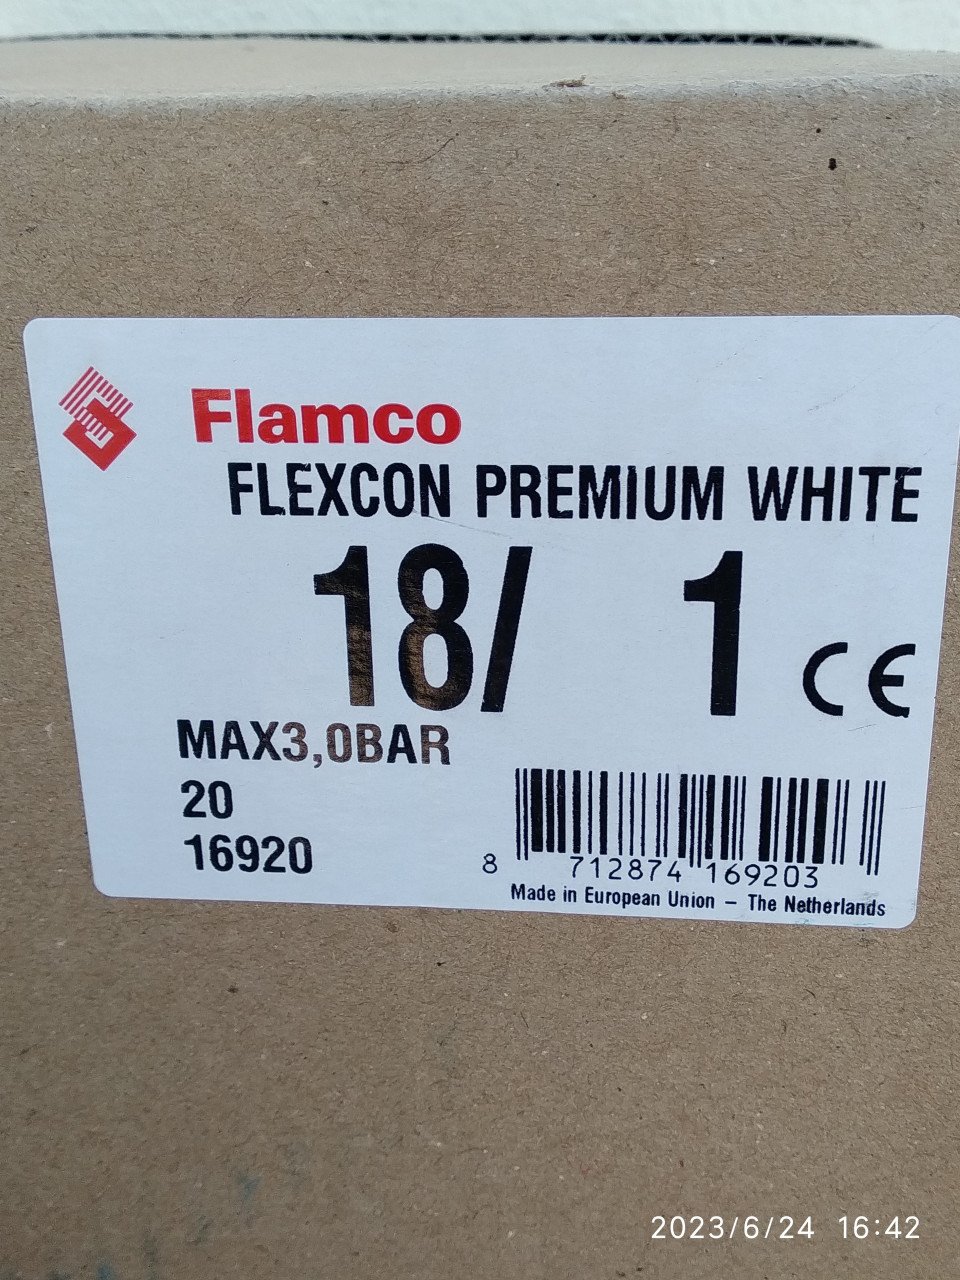 Flamco
FLEXCON PREMIUM WHITE
18/ 1 CE
MAX3,0BAR
20
16920
8 712874 169203
Made in European Union – The Netherlands
2023/6/24 16:42